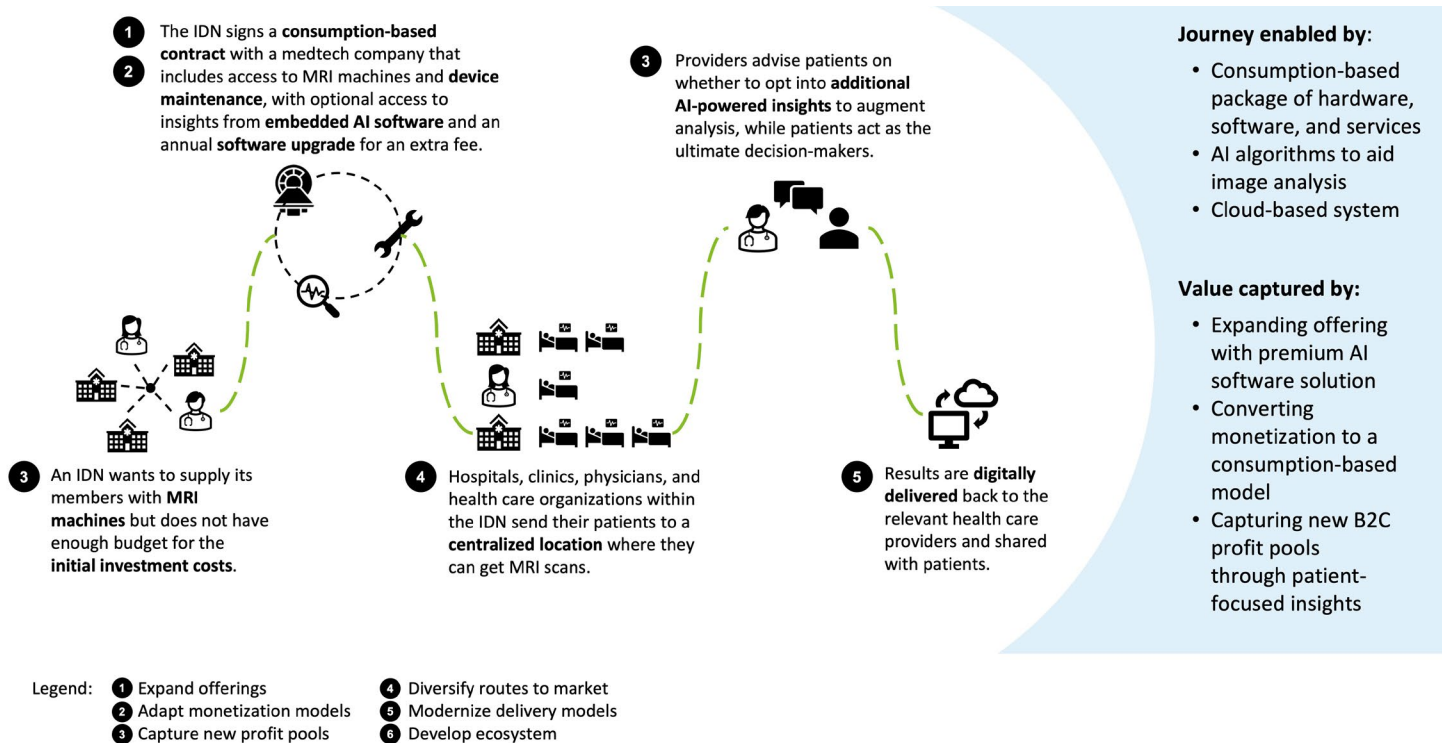 1
2
The IDN signs a consumption-based
contract with a medtech company that
includes access to MRI machines and device
maintenance, with optional access to
insights from embedded AI software and an
annual software upgrade for an extra fee.
3
Providers advise patients on
whether to opt into additional
AI-powered insights to augment
analysis, while patients act as the
ultimate decision-makers.
3
An IDN wants to supply its
members with MRI
machines but does not have
enough budget for the
initial investment costs.
4
Hospitals, clinics, physicians, and
health care organizations within
the IDN send their patients to a
centralized location where they
can get MRI scans.
5
Results are digitally
delivered back to the
relevant health care
providers and shared
with patients.
Journey enabled by:
• Consumption-based
package of hardware,
software, and services
• AI algorithms to aid
image analysis
• Cloud-based system
Value captured by:
• Expanding offering
with premium AI
software solution
• Converting
monetization to a
consumption-based
model
• Capturing new B2C
profit pools
through patient-
focused insights
Legend:
1 Expand offerings
2 Adapt monetization models
3 Capture new profit pools
4 Diversify routes to market
5 Modernize delivery models
6 Develop ecosystem